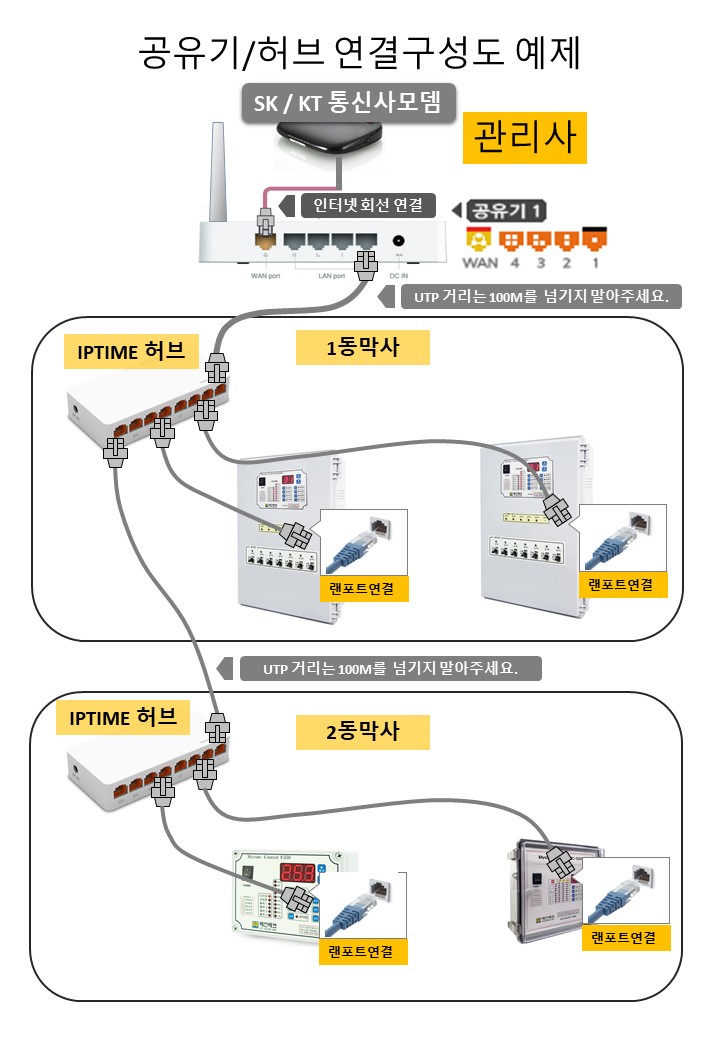 공유기/허브 연결구성도 예제
SK / KT 통신사모뎀
관리사
인터넷 회선 연결
공유기 1
WAN 4 3 2 1
WAN port
LAN port
DC IN
UTP 거리는 100M를 넘기지 말아주세요.
IPTIME 허브
1동막사
랜포트연결
랜포트연결
UTP 거리는 100M를 넘기지 말아주세요.
IPTIME 허브
2동막사
Mycom Control F550
랜포트연결
랜포트연결